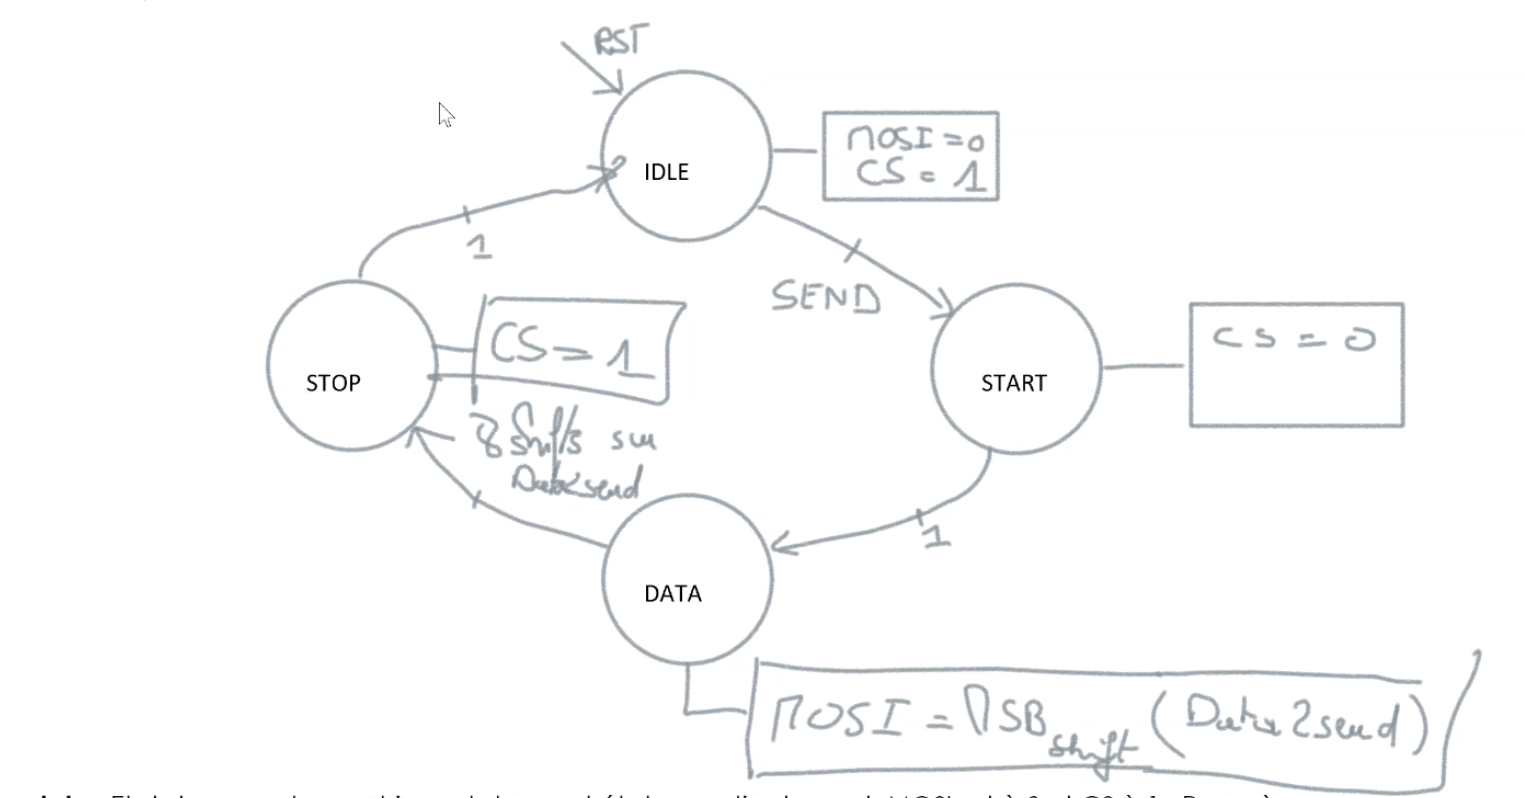 RST
IDLE
MOSI = 0
CS = 1
1
SEND
STOP
CS = 1
START
CS = 0
8 shifts sur
Data2send
1
DATA
MOSI = MSB shift (Data2send)